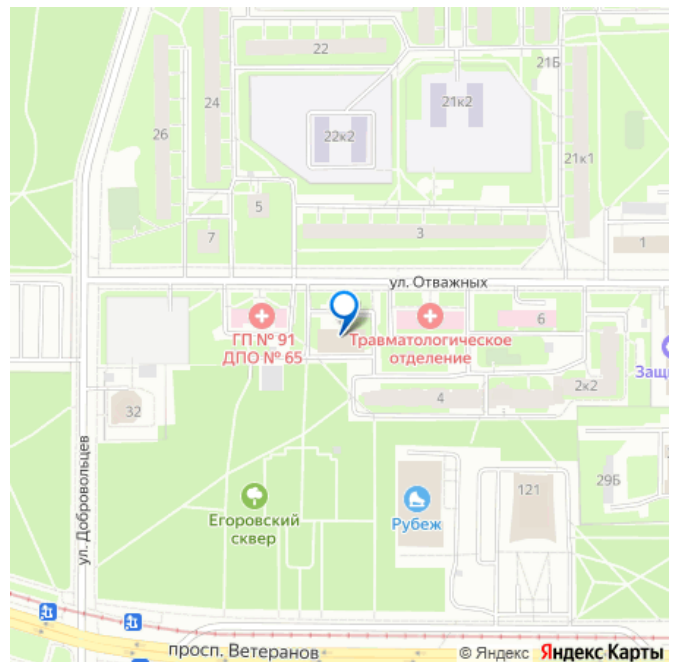 22
21Б
24
21к2
26
22к2
21к1
5
7
3
1
ул. Отважных
6
ГП № 91
ДПО № 65
Травматологическое
отделение
Защи
2к2
4
32
ул. Добровольцев
29Б
121
Егоровский
сквер
Рубеж
просп. Ветеранов
© Яндекс Яндекс Карты